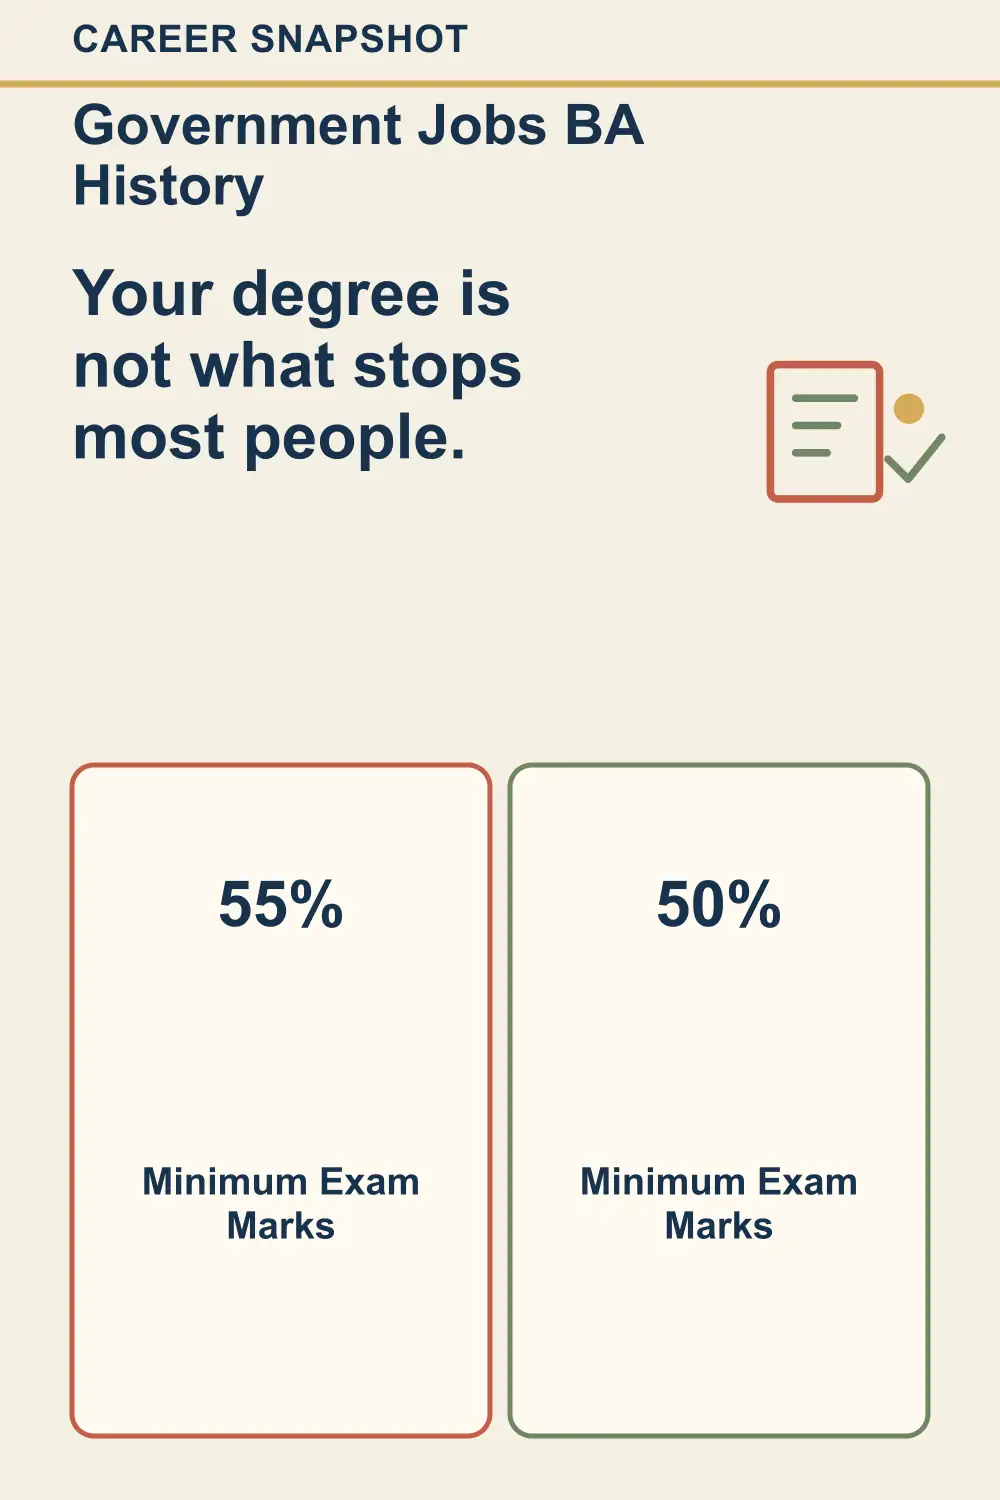 CAREER SNAPSHOT
Government Jobs BA
History
Your degree is
not what stops
most people.
55%
Minimum Exam
Marks
50%
Minimum Exam
Marks